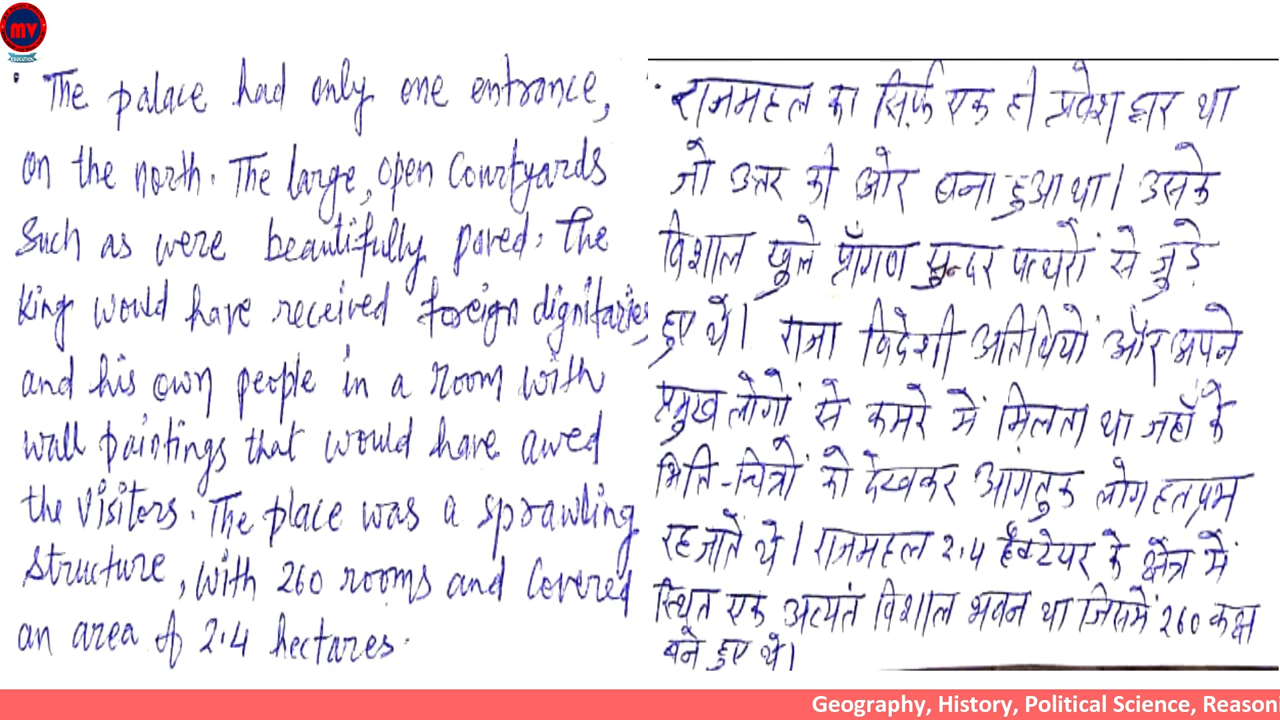 mv
EDUCATION
The palace had only one entrance,
on the north. The large, open Courtyards
Such as were beautifully paved. The
King would have received foreign dignitaries
and his own people in a room with
wall paintings that would have awed
the visitors. The place was a sprawling
structure, with 260 rooms and Covered
an area of 2.4 hectares.
राजमहल का सिर्फ़ एक ही प्रवेश द्वार था
जो उत्तर की ओर बना हुआ था। उसके
विशाल खुले प्राँगण सुन्दर पत्थरों से जुड़े
हुए थे। राजा विदेशी अतिथियों और अपने
प्रमुख लोगों से कमरे में मिलता था जहाँ के
भित्ति-चित्रों को देखकर आगतुक लोग हतप्रभ
रह जाते थे। राजमहल 2.4 हैक्टेयर के क्षेत्र में
स्थित एक अत्यंत विशाल भवन था जिसमें 260 कक्ष
बने हुए थे।
Geography, History, Political Science, Reason